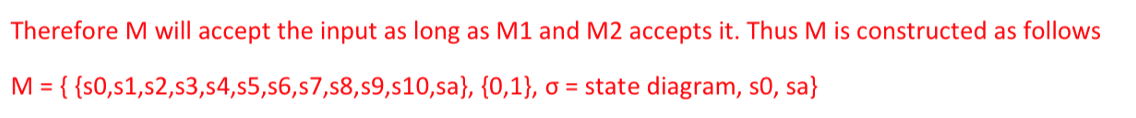 Therefore M will accept the input as long as M1 and M2 accepts it. Thus M is constructed as follows
M = { {s0,s1,s2,s3,s4,s5,s6,s7,s8,s9,s10,sa}, {0,1}, σ = state diagram, s0, sa}